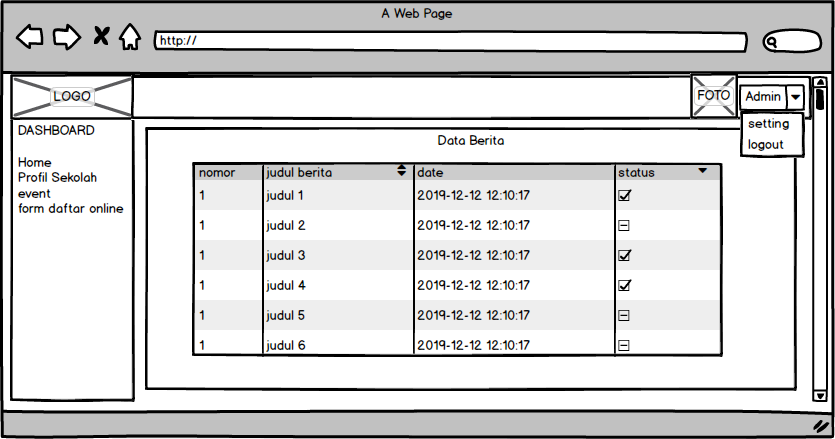 A Web Page
http://
LOGO
FOTO
Admin
setting
logout
DASHBOARD
Home
Profil Sekolah
event
form daftar online
Data Berita
nomor judul berita date status
1 judul 1 2019-12-12 12:10:17
1 judul 2 2019-12-12 12:10:17
1 judul 3 2019-12-12 12:10:17
1 judul 4 2019-12-12 12:10:17
1 judul 5 2019-12-12 12:10:17
1 judul 6 2019-12-12 12:10:17